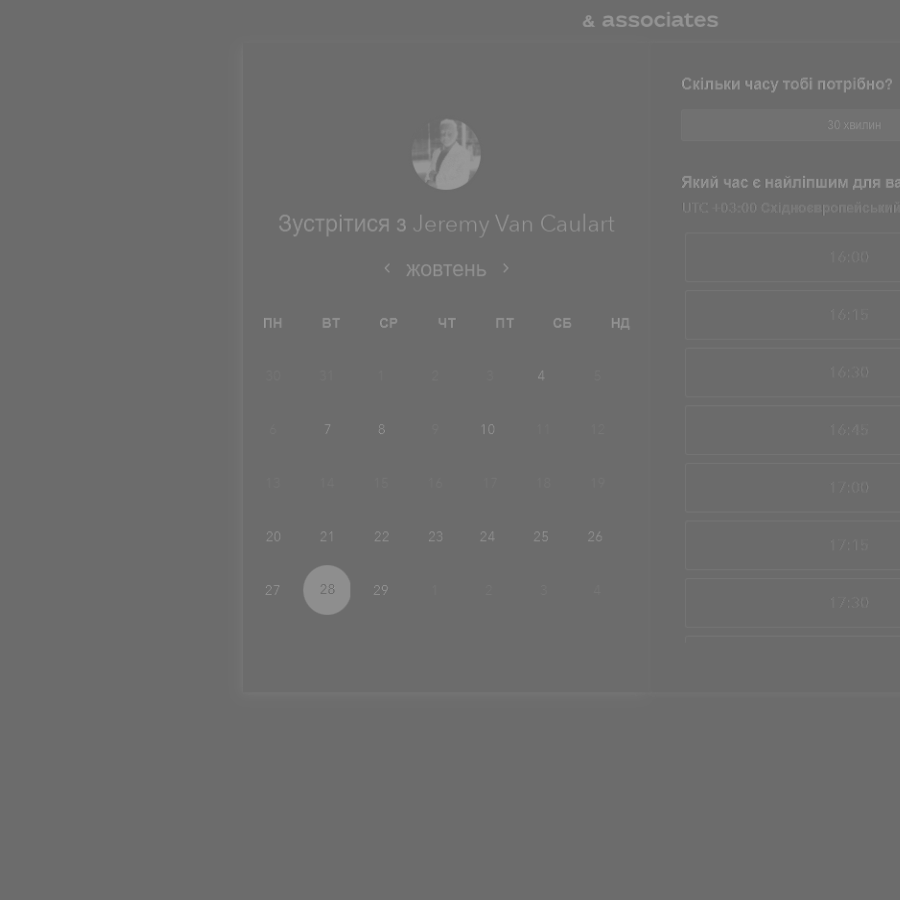 & associates
Зустрітися з Jeremy Van Caulart
‹ жовтень ›
ПН ВТ СР ЧТ ПТ СБ НД
30 31 1 2 3 4 5
6 7 8 9 10 11 12
13 14 15 16 17 18 19
20 21 22 23 24 25 26
27 28 29 1 2 3 4
Скільки часу тобі потрібно?
30 хвилин
Який час є найліпшим для ва
UTC +03:00 Східноєвропейський
16:00
16:15
16:30
16:45
17:00
17:15
17:30